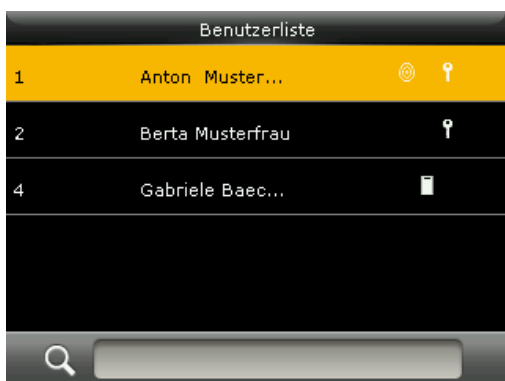 Benutzerliste
1 Anton Muster...
2 Berta Musterfrau
4 Gabriele Baec...